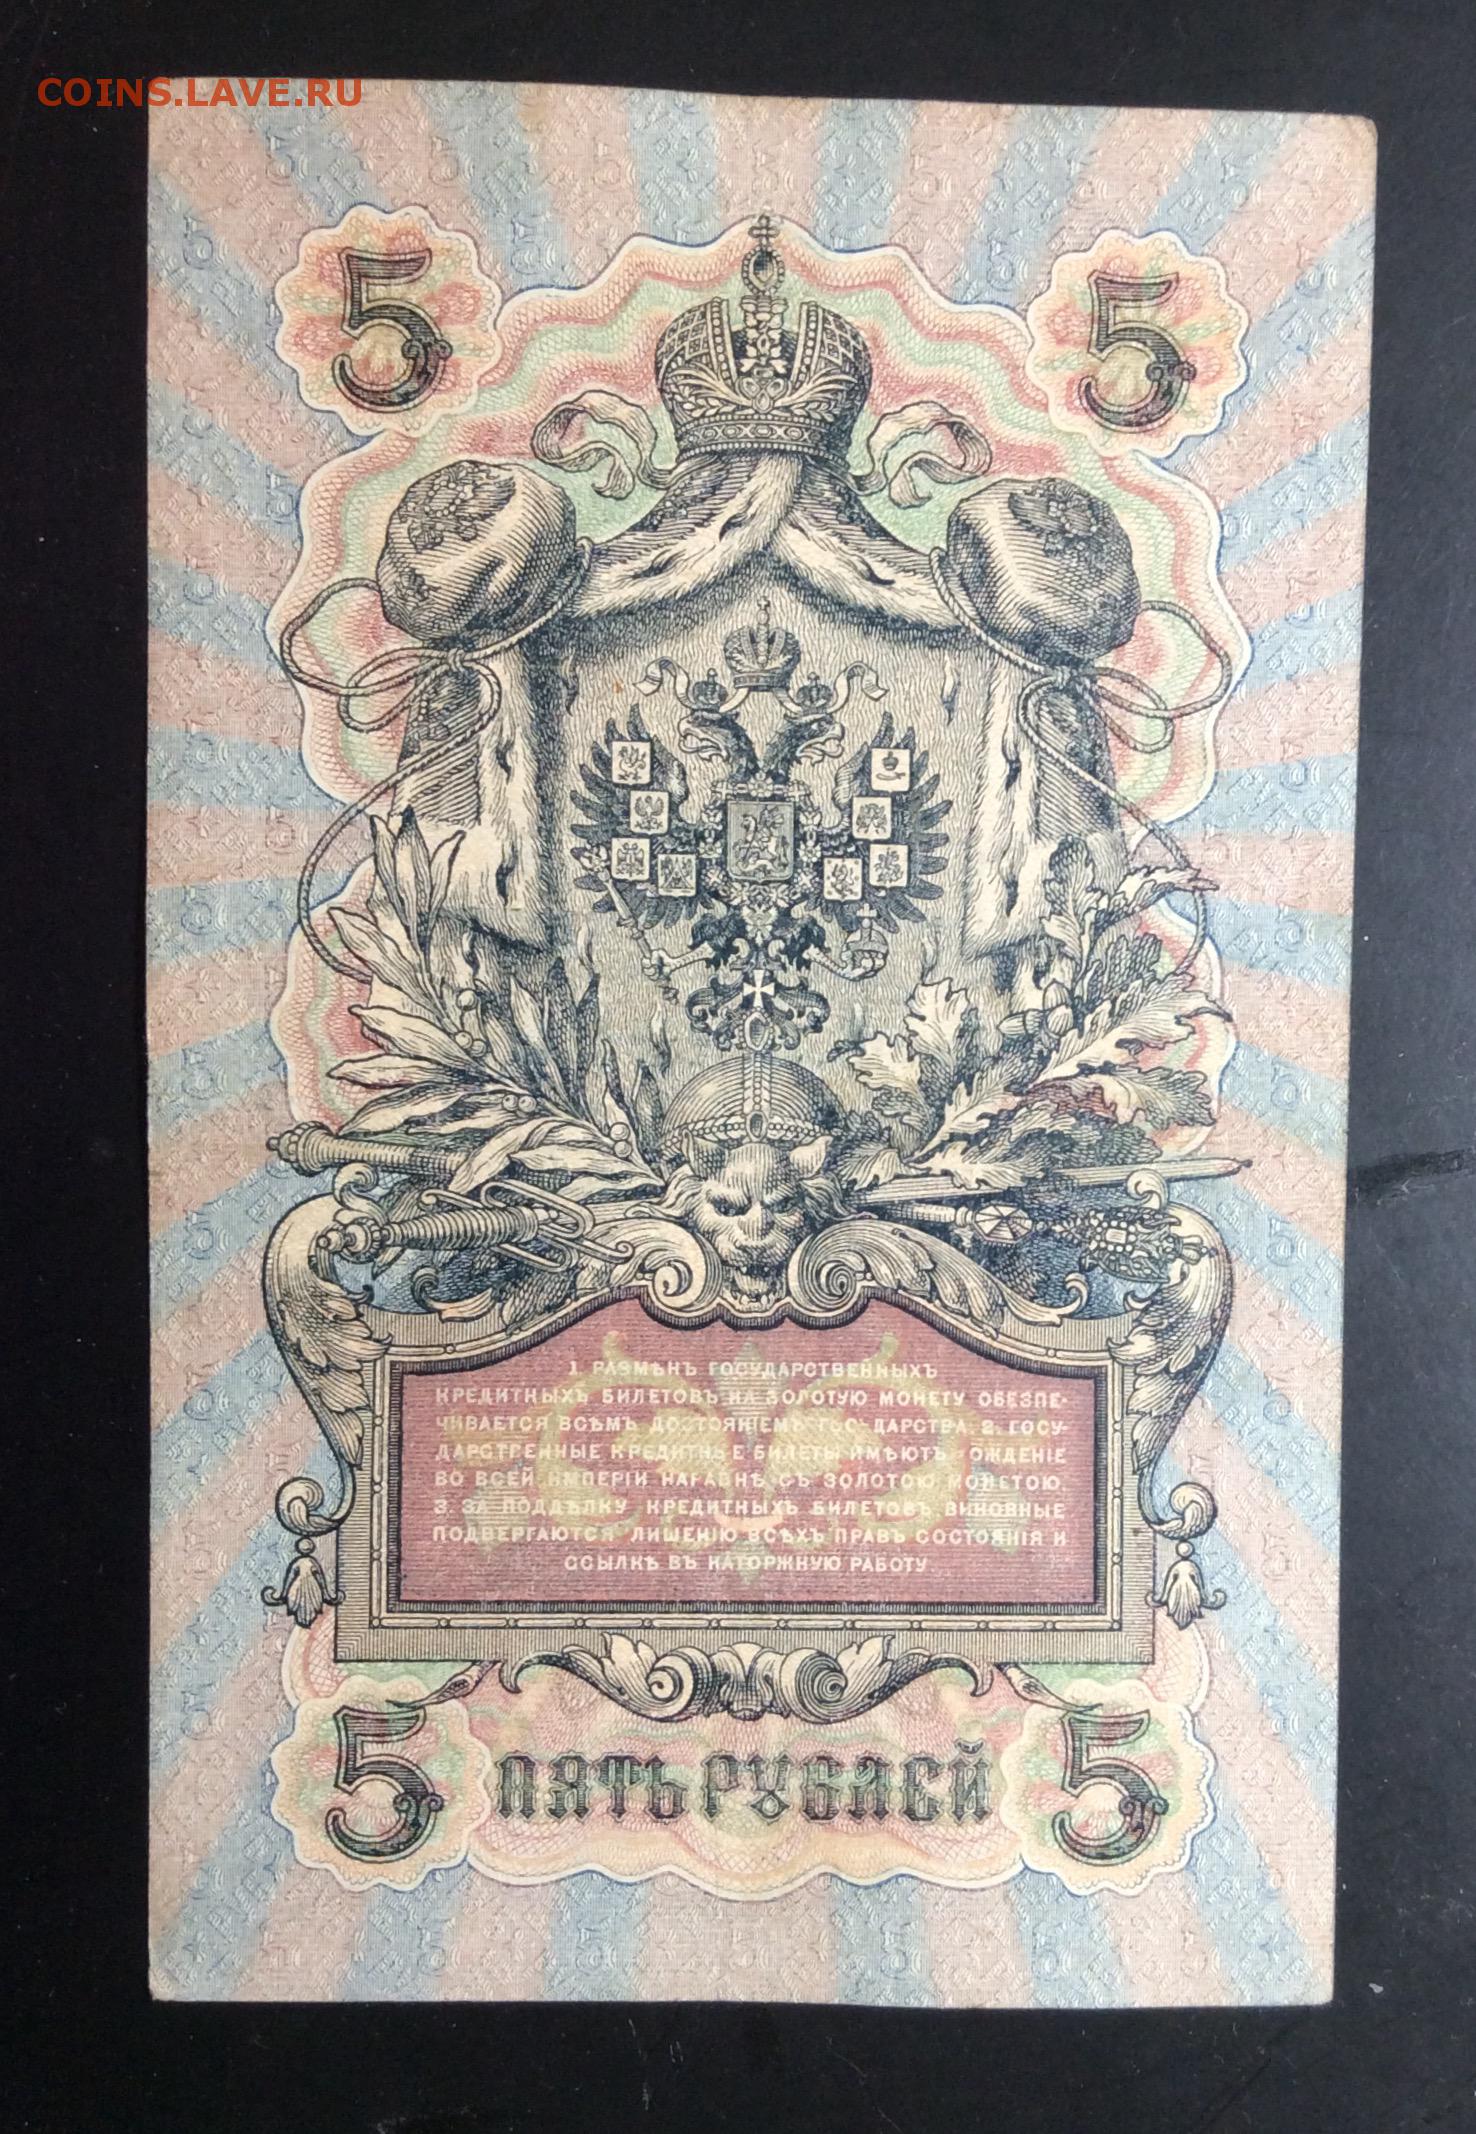 COINS.LAVE.RU
5 5
1. РАЗМѢНЪ ГОСУДАРСТВЕННЫХЪ
КРЕДИТНЫХЪ БИЛЕТОВЪ НА ЗОЛОТУЮ МОНЕТУ ОБЕЗПЕ-
ЧИВАЕТСЯ ВСѢМЪ ДОСТОЯНІЕМЪ ГОСУДАРСТВА. 2. ГОСУ-
ДАРСТВЕННЫЕ КРЕДИТНЫЕ БИЛЕТЫ ИМѢЮТЪ ХОЖДЕНІЕ
ВО ВСЕЙ ИМПЕРІИ НАРАВНѢ СЪ ЗОЛОТОЮ МОНЕТОЮ.
3. ЗА ПОДДѢЛКУ КРЕДИТНЫХЪ БИЛЕТОВЪ ВИНОВНЫЕ
ПОДВЕРГАЮТСЯ ЛИШЕНІЮ ВСѢХЪ ПРАВЪ СОСТОЯНІЯ И
ССЫЛКѢ ВЪ КАТОРЖНУЮ РАБОТУ
5 ПЯТЬ РУБЛЕЙ 5